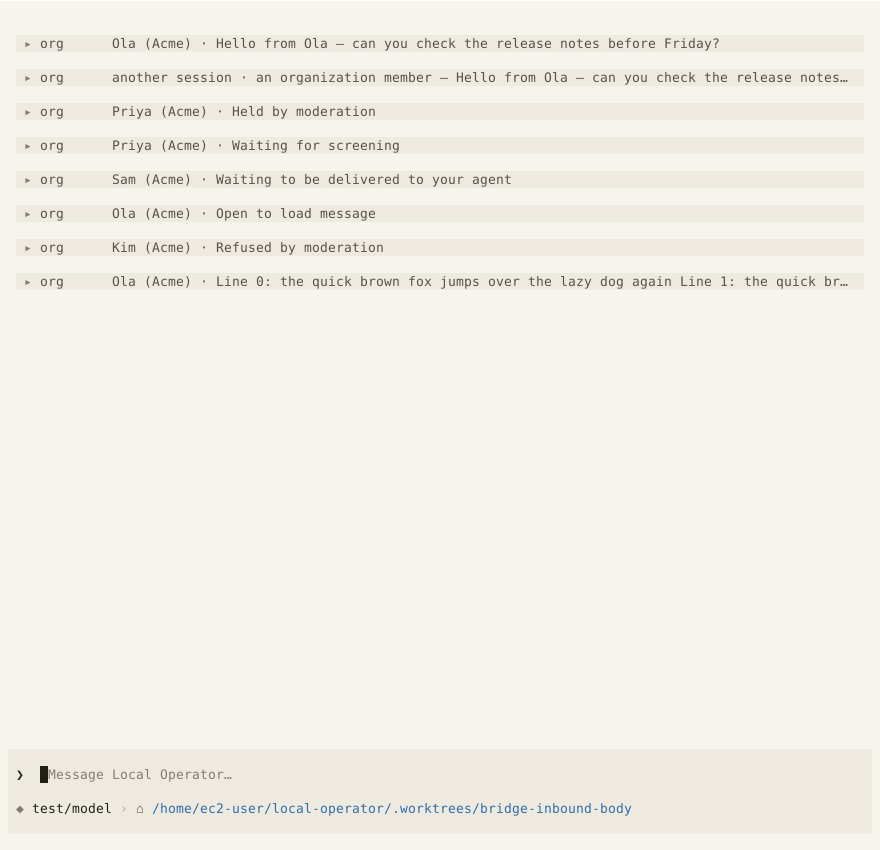 ▸ org Ola (Acme) · Hello from Ola — can you check the release notes before Friday?
▸ org another session · an organization member — Hello from Ola — can you check the release notes…
▸ org Priya (Acme) · Held by moderation
▸ org Priya (Acme) · Waiting for screening
▸ org Sam (Acme) · Waiting to be delivered to your agent
▸ org Ola (Acme) · Open to load message
▸ org Kim (Acme) · Refused by moderation
▸ org Ola (Acme) · Line 0: the quick brown fox jumps over the lazy dog again Line 1: the quick br…
❯ Message Local Operator…
◆ test/model › ⌂ /home/ec2-user/local-operator/.worktrees/bridge-inbound-body